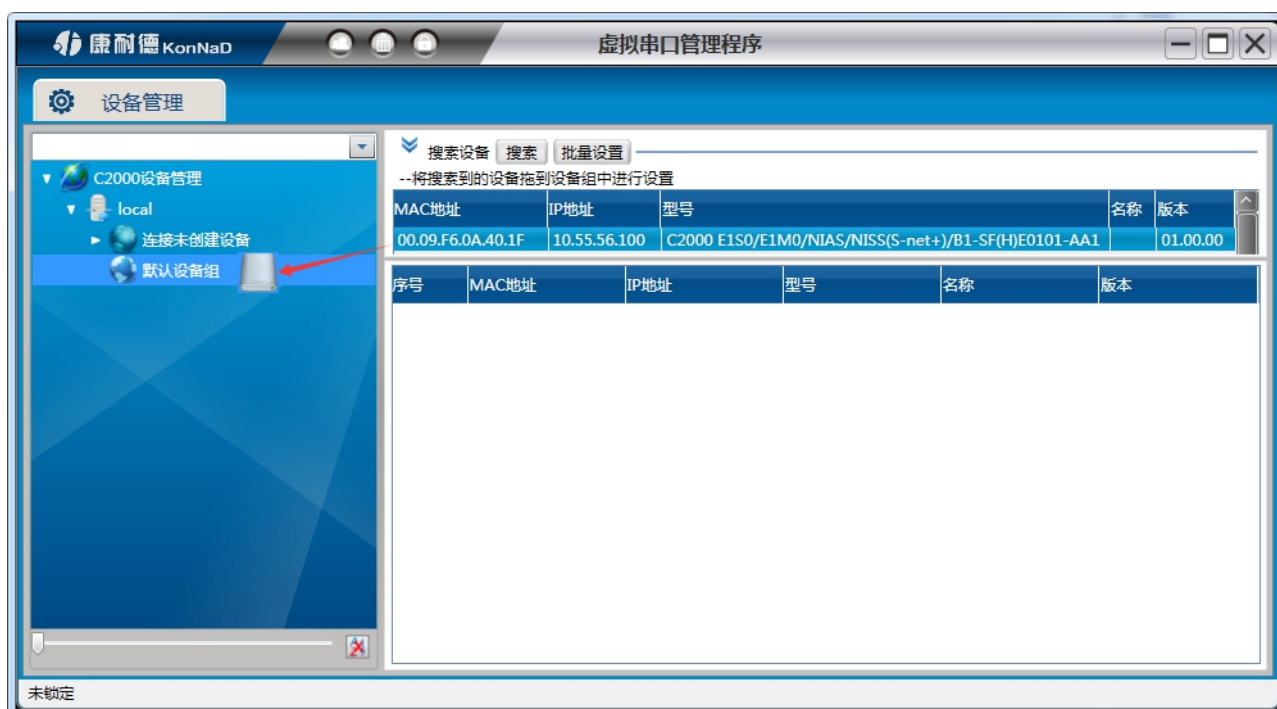 康耐德 KonNaD
虚拟串口管理程序
设备管理
C2000设备管理
local
连接未创建设备
默认设备组
搜索设备 搜索 批量设置
--将搜索到的设备拖到设备组中进行设置
MAC地址 IP地址 型号 名称 版本
00.09.F6.0A.40.1F 10.55.56.100 C2000 E1S0/E1M0/NIAS/NISS(S-net+)/B1-SF(H)E0101-AA1 01.00.00
序号 MAC地址 IP地址 型号 名称 版本
未锁定